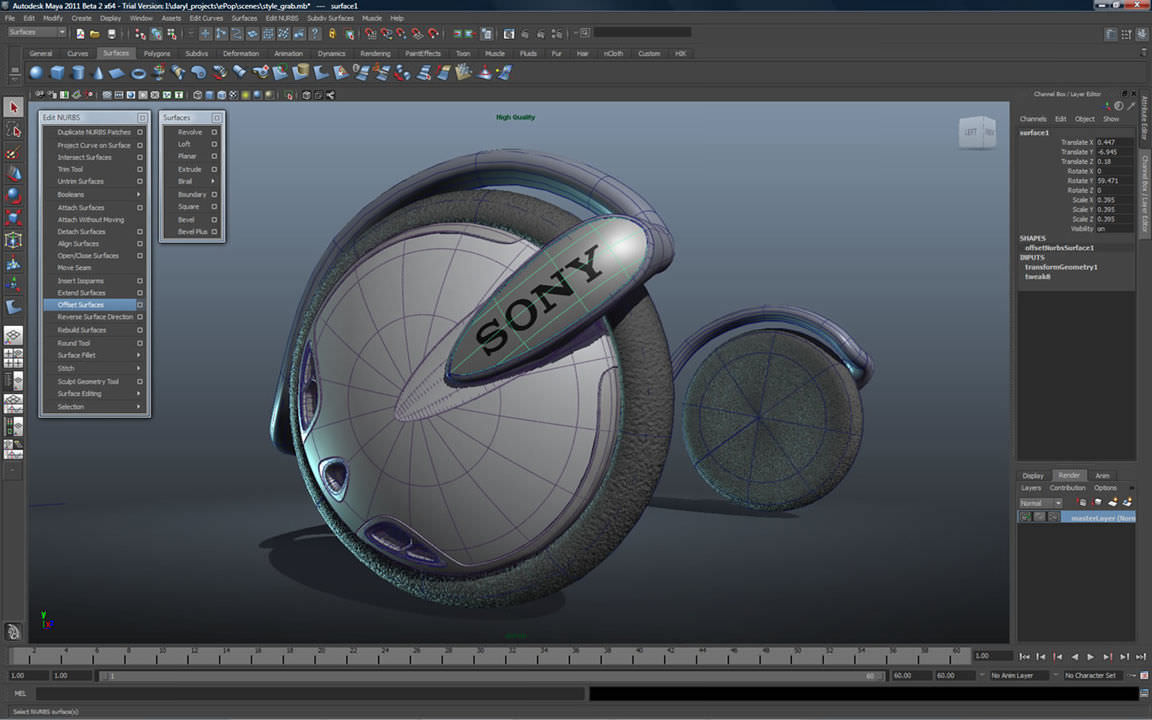 Autodesk Maya 2011 Beta 2 x64 - Trial Version: I:\daryl_projects\ePop\scenes\style_grab.mb* --- surface1
File Edit Modify Create Display Window Assets Edit Curves Surfaces Edit NURBS Subdiv Surfaces Muscle Help
Surfaces
General Curves Surfaces Polygons Subdivs Deformation Animation Dynamics Rendering PaintEffects Toon Muscle Fluids Fur Hair nCloth Custom
High Quality
Edit NURBS
Duplicate NURBS Patches
Project Curve on Surface
Intersect Surfaces
Trim Tool
Untrim Surfaces
Booleans
Attach Surfaces
Attach Without Moving
Detach Surfaces
Align Surfaces
Open/Close Surfaces
Move Seam
Insert Isoparms
Extend Surfaces
Offset Surfaces
Reverse Surface Direction
Rebuild Surfaces
Round Tool
Surface Fillet
Stitch
Sculpt Geometry Tool
Surface Editing
Selection
Surfaces
Revolve
Loft
Planar
Extrude
Birail
Boundary
Square
Bevel
Bevel Plus
SONY
LEFT
Channel Box / Layer Editor
Channels Edit Object Show
surface1
Translate X 0.447
Translate Y -6.945
Translate Z 0.18
Rotate X 0
Rotate Y 59.471
Rotate Z 0
Scale X 0.395
Scale Y 0.395
Scale Z 0.395
Visibility on
SHAPES
offsetNurbsSurface1
INPUTS
transformGeometry1
tweak8
Attribute Editor
Channel Box / Layer Editor
Display Render Anim
Layers Contribution Options
Normal
masterLayer (Norm
y
x
2 4 6 8 10 12 14 16 18 20 22 24 26 28 30 32 34 36 38 40 42 44 46 48 50 52 54 56 58 60
1.00
1.00 1.00 1 60 60.00 60.00 No Anim Layer No Character Set
MEL
Select NURBS surface(s)